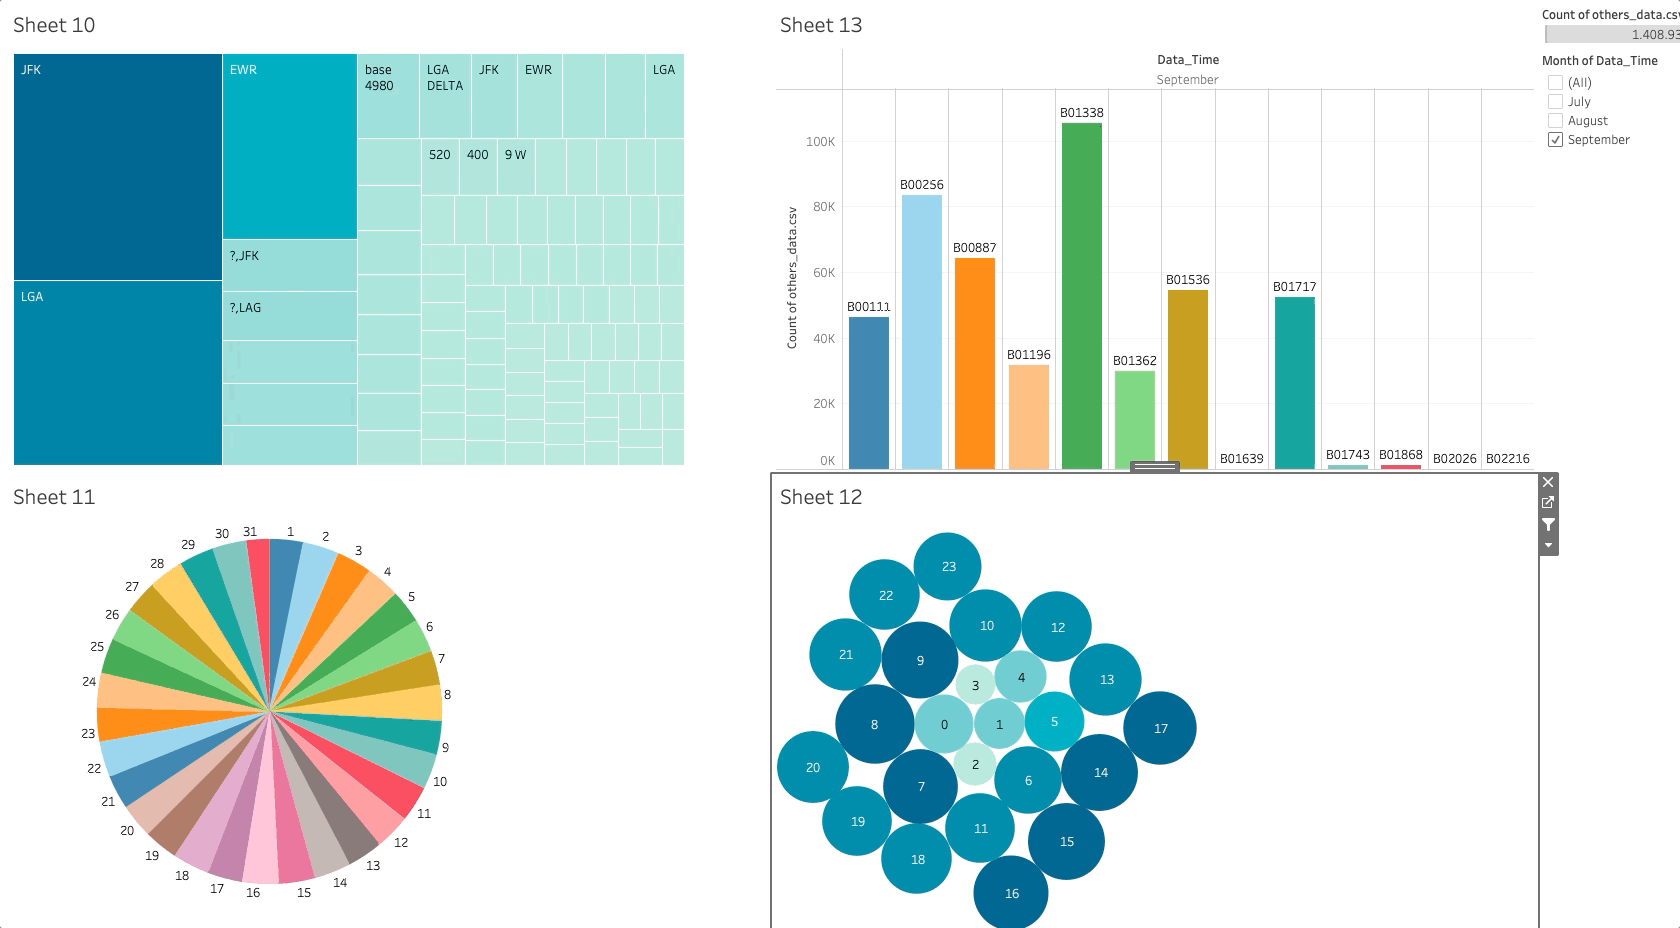 Sheet 10
JFK
LGA
EWR
?,JFK
?,LAG
base
4980
LGA
DELTA
JFK
EWR
LGA
520
400
9 W
Sheet 13
Data_Time
September
Count of others_data.csv
100K
80K
60K
40K
20K
0K
B00111
B00256
B00887
B01196
B01338
B01362
B01536
B01639
B01717
B01743
B01868
B02026
B02216
Count of others_data.csv
1.408.93
Month of Data_Time
(All)
July
August
September
Sheet 11
1
2
3
4
5
6
7
8
9
10
11
12
13
14
15
16
17
18
19
20
21
22
23
24
25
26
27
28
29
30
31
Sheet 12
23
22
10
12
21
9
3
4
13
8
0
1
5
17
20
7
2
6
14
19
18
11
15
16